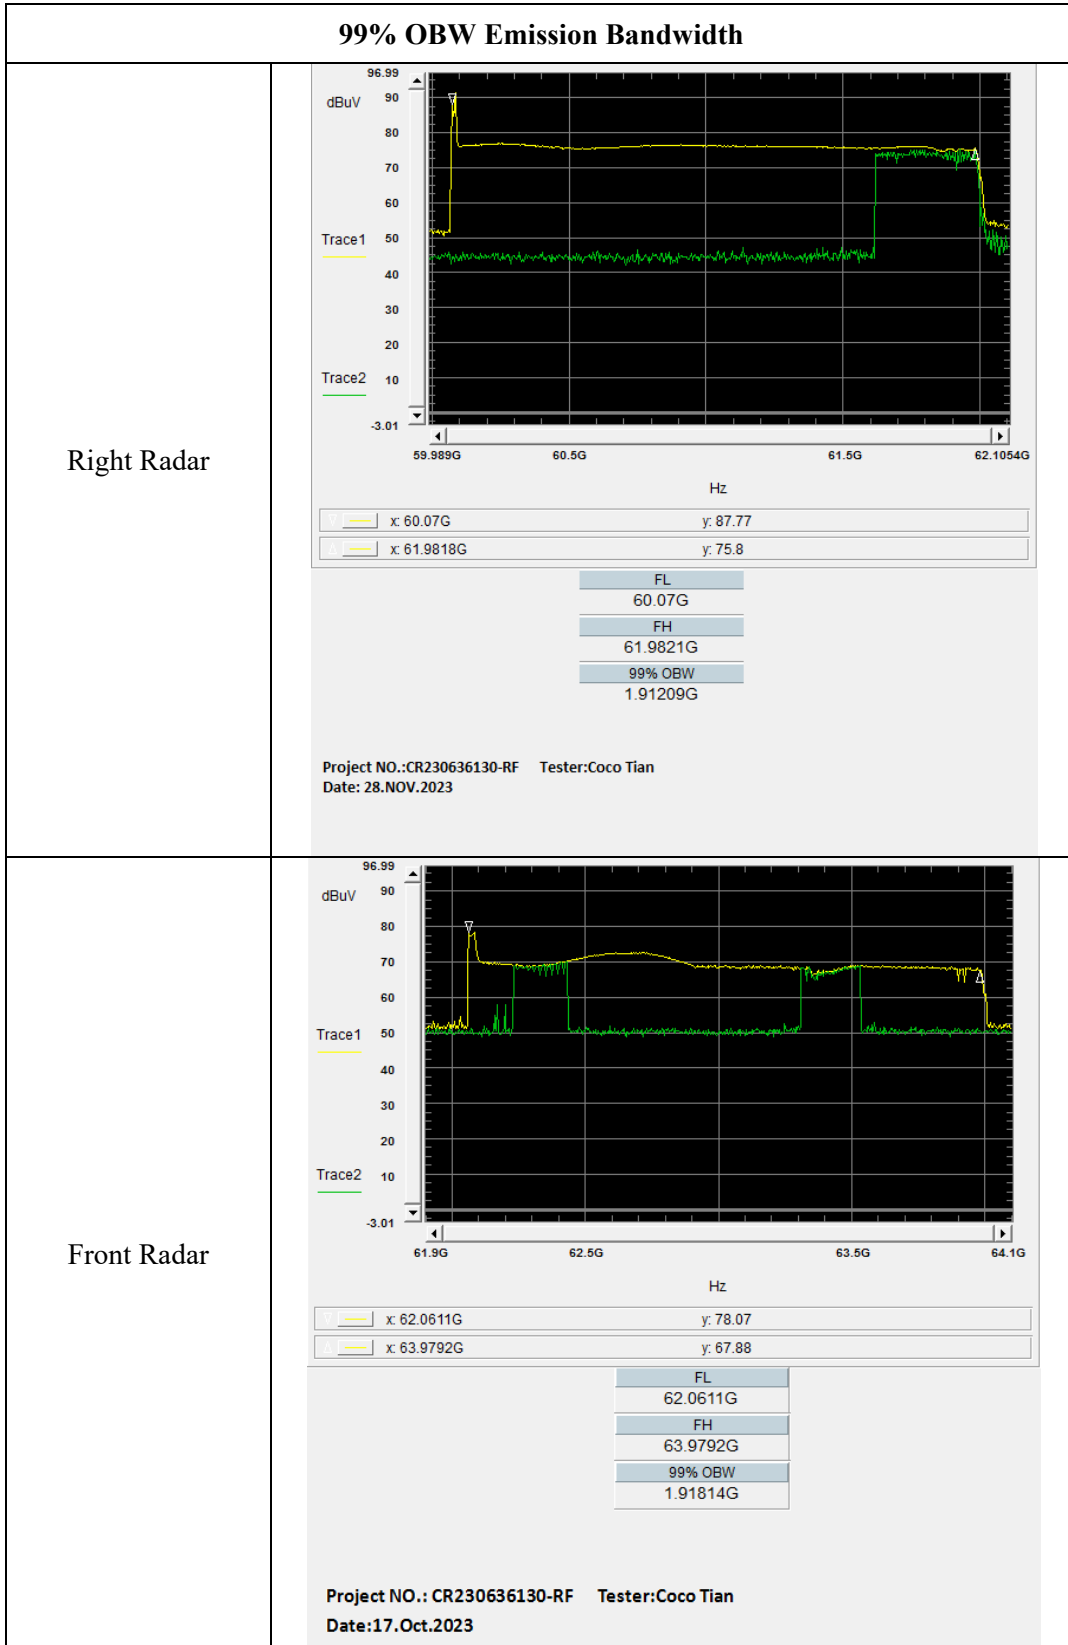 99% OBW Emission Bandwidth
Right Radar
96.99
dBuV
90
80
70
60
Trace1
50
40
30
20
Trace2
10
-3.01
59.989G 60.5G 61.5G 62.1054G
Hz
x: 60.07G y: 87.77
x: 61.9818G y: 75.8
FL
60.07G
FH
61.9821G
99% OBW
1.91209G
Project NO.:CR230636130-RF Tester:Coco Tian
Date: 28.NOV.2023
Front Radar
96.99
dBuV
90
80
70
60
Trace1
50
40
30
20
Trace2
10
-3.01
61.9G 62.5G 63.5G 64.1G
Hz
x: 62.0611G y: 78.07
x: 63.9792G y: 67.88
FL
62.0611G
FH
63.9792G
99% OBW
1.91814G
Project NO.: CR230636130-RF Tester:Coco Tian
Date:17.Oct.2023